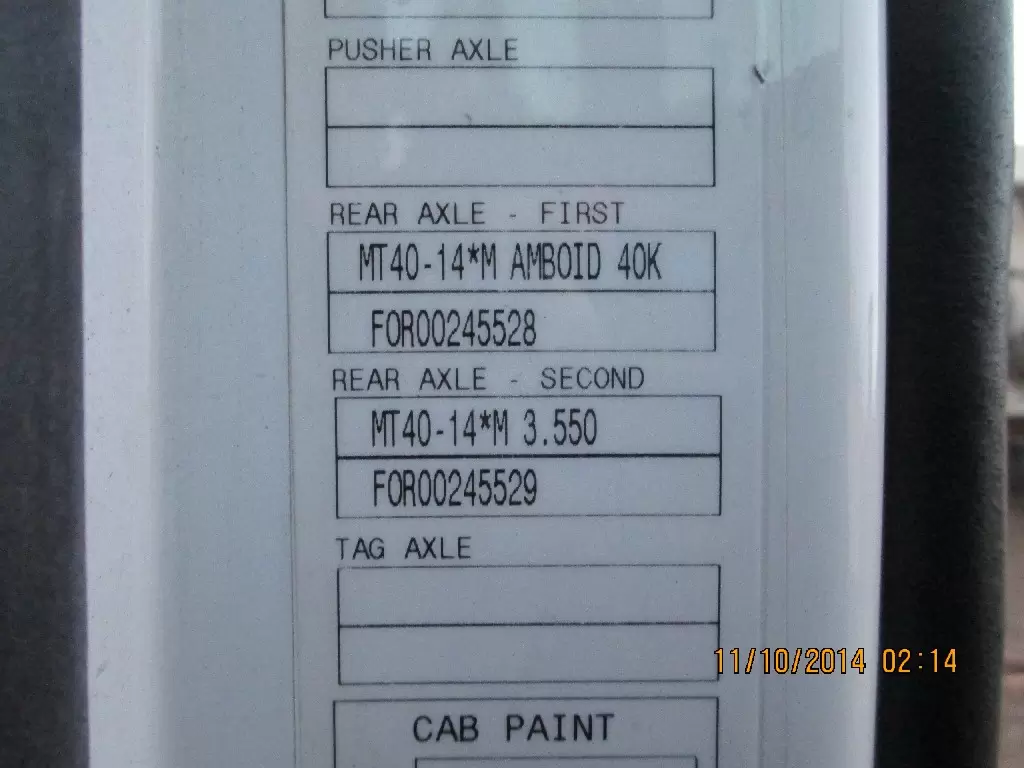 PUSHER AXLE
REAR AXLE - FIRST
MT40-14*M AMBOID 40K
FOR00245528
REAR AXLE - SECOND
MT40-14*M 3.550
FOR00245529
TAG AXLE
11/10/2014 02:14
CAB PAINT